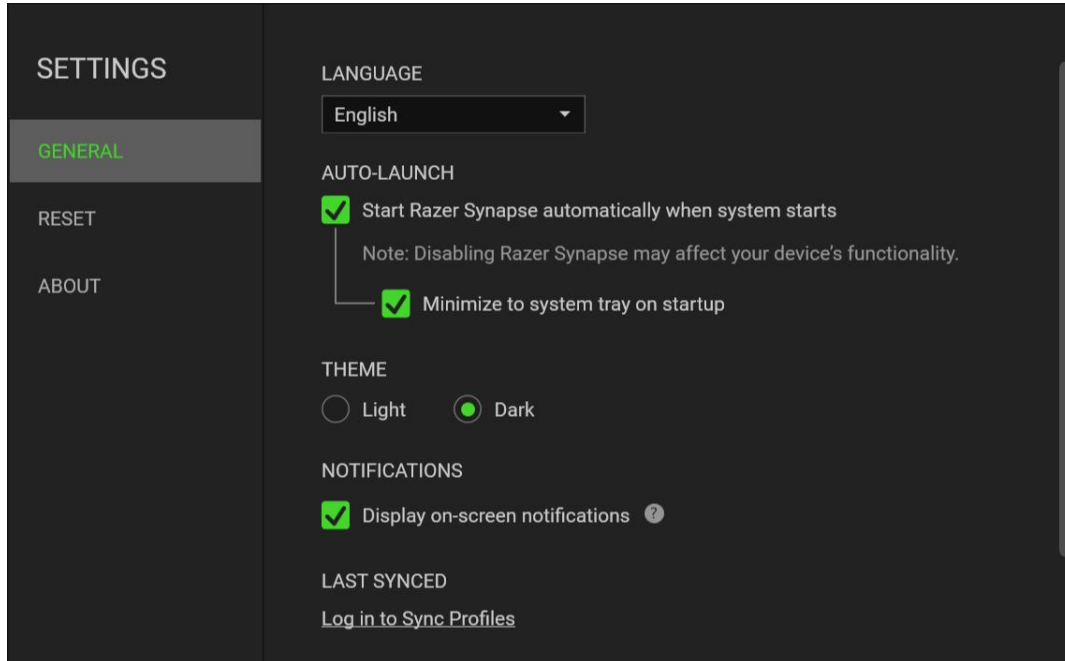 SETTINGS
GENERAL
RESET
ABOUT
LANGUAGE
English
AUTO-LAUNCH
Start Razer Synapse automatically when system starts
Note: Disabling Razer Synapse may affect your device’s functionality.
Minimize to system tray on startup
THEME
Light Dark
NOTIFICATIONS
Display on-screen notifications ?
LAST SYNCED
Log in to Sync Profiles